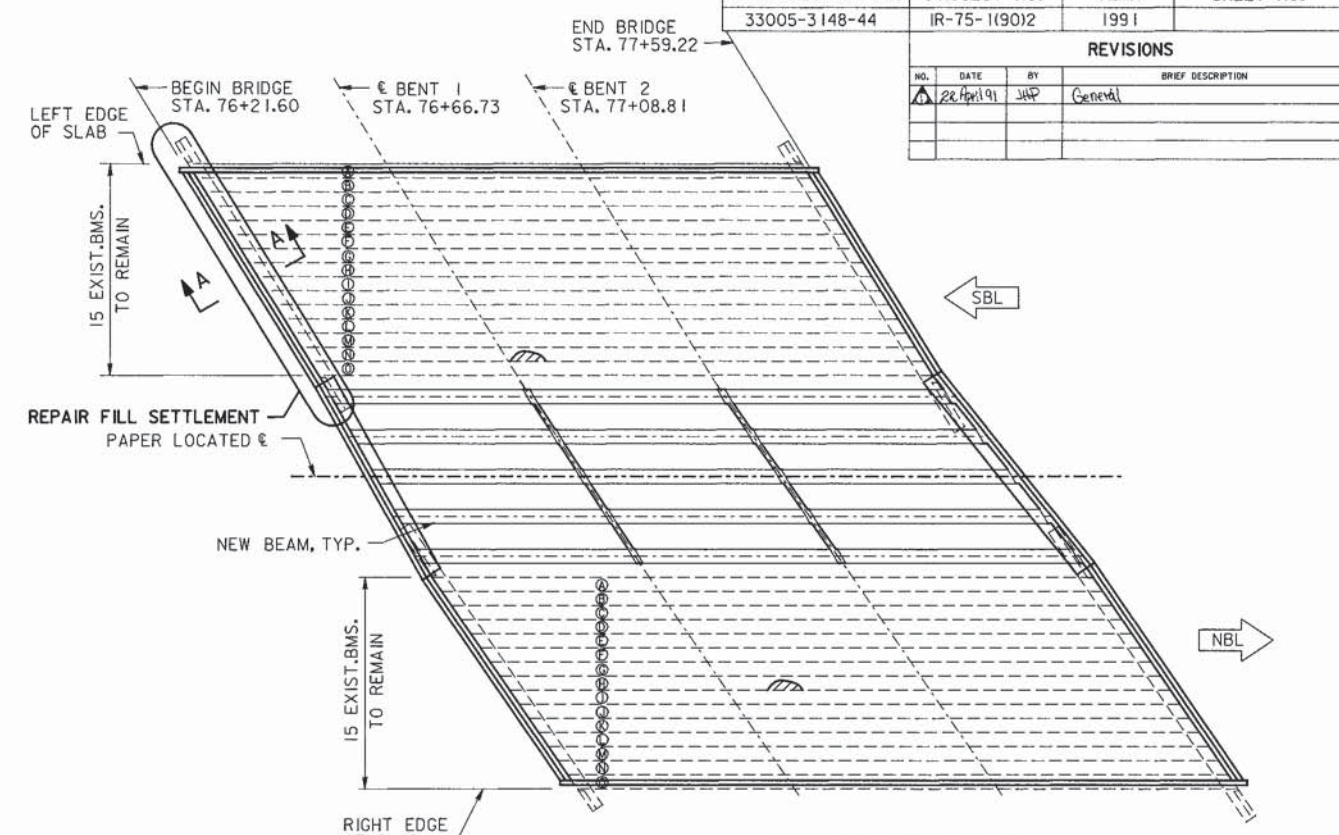 33005-3148-44 IR-75-1(90)2 1991
REVISIONS
NO. DATE BY BRIEF DESCRIPTION
1 22 April 91 JHP General
END BRIDGE
STA. 77+59.22
BEGIN BRIDGE
STA. 76+21.60
℄ BENT 1
STA. 76+66.73
℄ BENT 2
STA. 77+08.81
LEFT EDGE
OF SLAB
15 EXIST. BMS.
TO REMAIN
A
A
SBL
REPAIR FILL SETTLEMENT
PAPER LOCATED ℄
NEW BEAM, TYP.
15 EXIST. BMS.
TO REMAIN
NBL
RIGHT EDGE